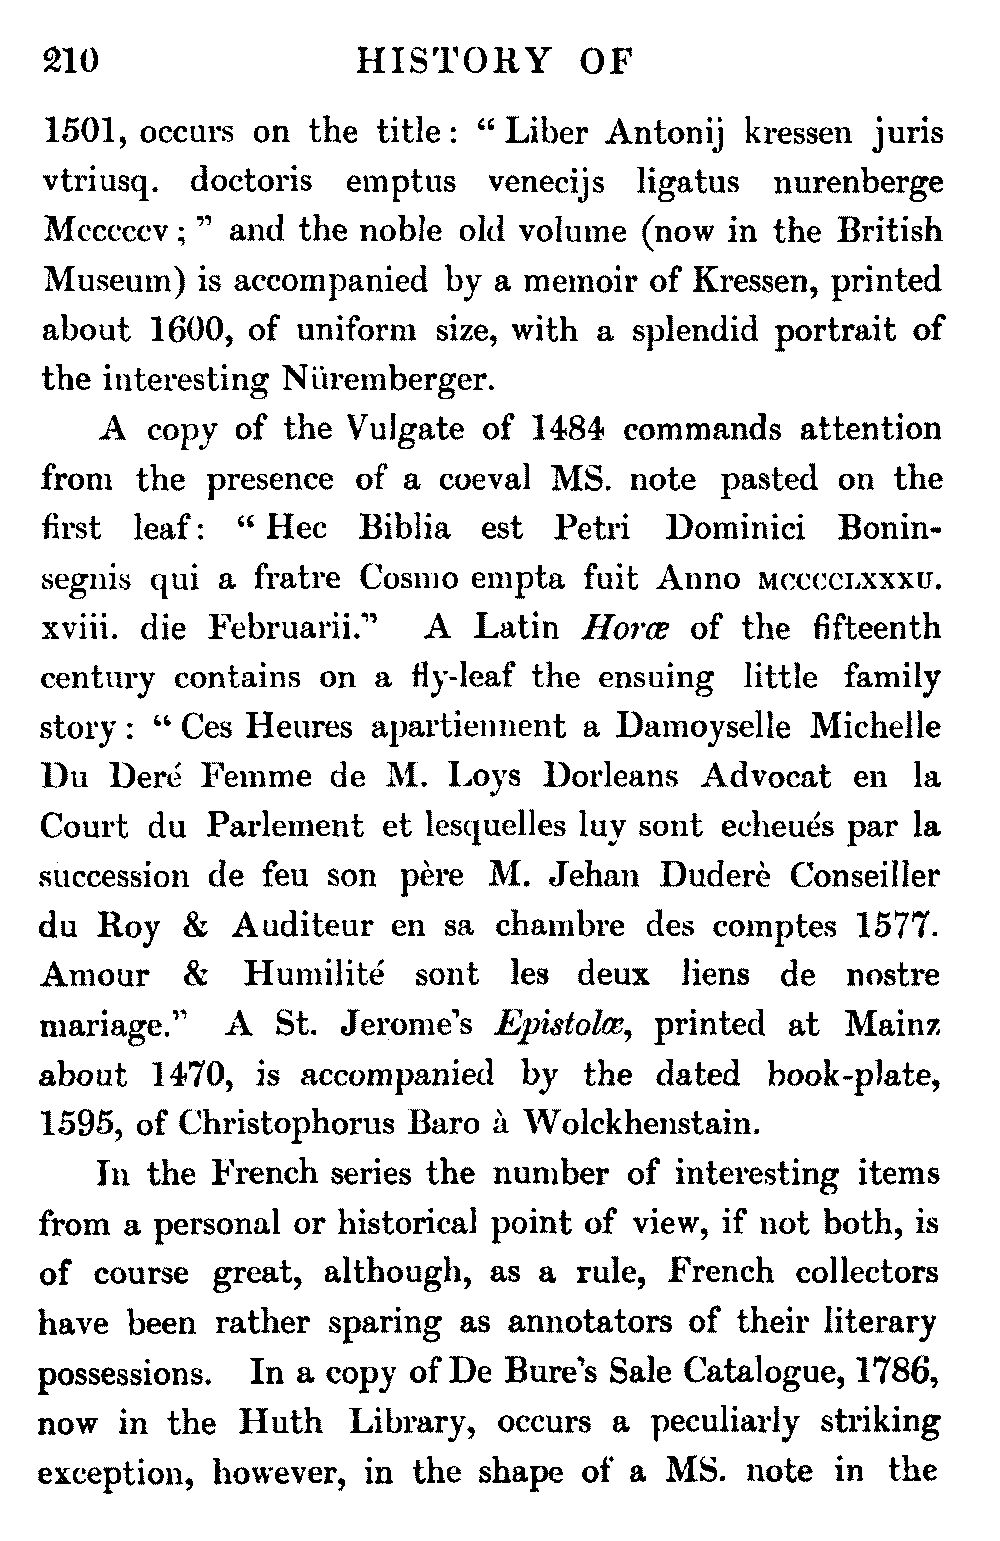 210 HISTORY OF
1501, occurs on the title: “ Liber Antonij kressen juris
vtriusq. doctoris emptus venecijs ligatus nurenberge
Mcccccv ; ” and the noble old volume (now in the British
Museum) is accompanied by a memoir of Kressen, printed
about 1600, of uniform size, with a splendid portrait of
the interesting Nüremberger.
A copy of the Vulgate of 1484 commands attention
from the presence of a coeval MS. note pasted on the
first leaf: “ Hec Biblia est Petri Dominici Bonin-
segnis qui a fratre Cosmo empta fuit Anno MCCCCLXXXII.
xviii. die Februarii.” A Latin Horæ of the fifteenth
century contains on a fly-leaf the ensuing little family
story : “ Ces Heures apartiennent a Damoyselle Michelle
Du Deré Femme de M. Loys Dorleans Advocat en la
Court du Parlement et lesquelles luy sont echeués par la
succession de feu son père M. Jehan Duderè Conseiller
du Roy & Auditeur en sa chambre des comptes 1577.
Amour & Humilité sont les deux liens de nostre
mariage.” A St. Jerome’s Epistolæ, printed at Mainz
about 1470, is accompanied by the dated book-plate,
1595, of Christophorus Baro à Wolckhenstain.
In the French series the number of interesting items
from a personal or historical point of view, if not both, is
of course great, although, as a rule, French collectors
have been rather sparing as annotators of their literary
possessions. In a copy of De Bure’s Sale Catalogue, 1786,
now in the Huth Library, occurs a peculiarly striking
exception, however, in the shape of a MS. note in the